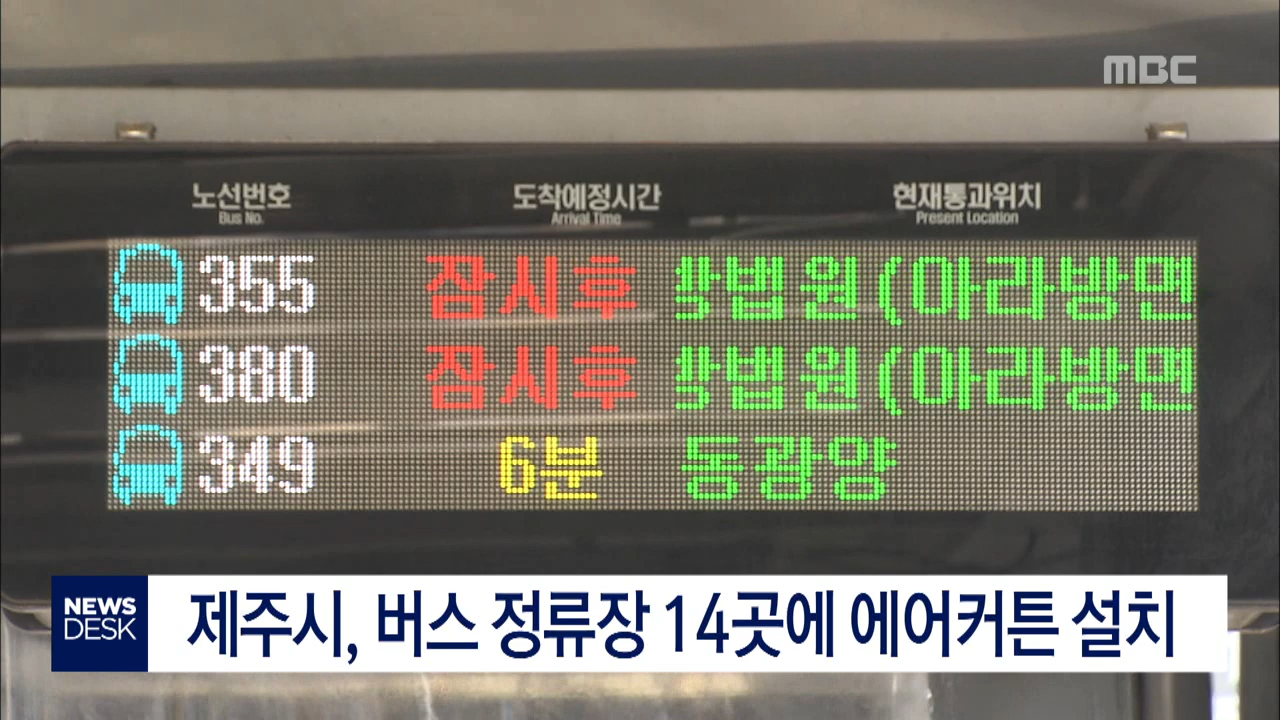 MBC
노선번호 도착예정시간 현재통과위치
Bus No. Arrival Time Present Location
355 잠시후 법원(아라방면
380 잠시후 법원(아라방면
349 6분 동광양
NEWS DESK
제주시, 버스 정류장 14곳에 에어커튼 설치